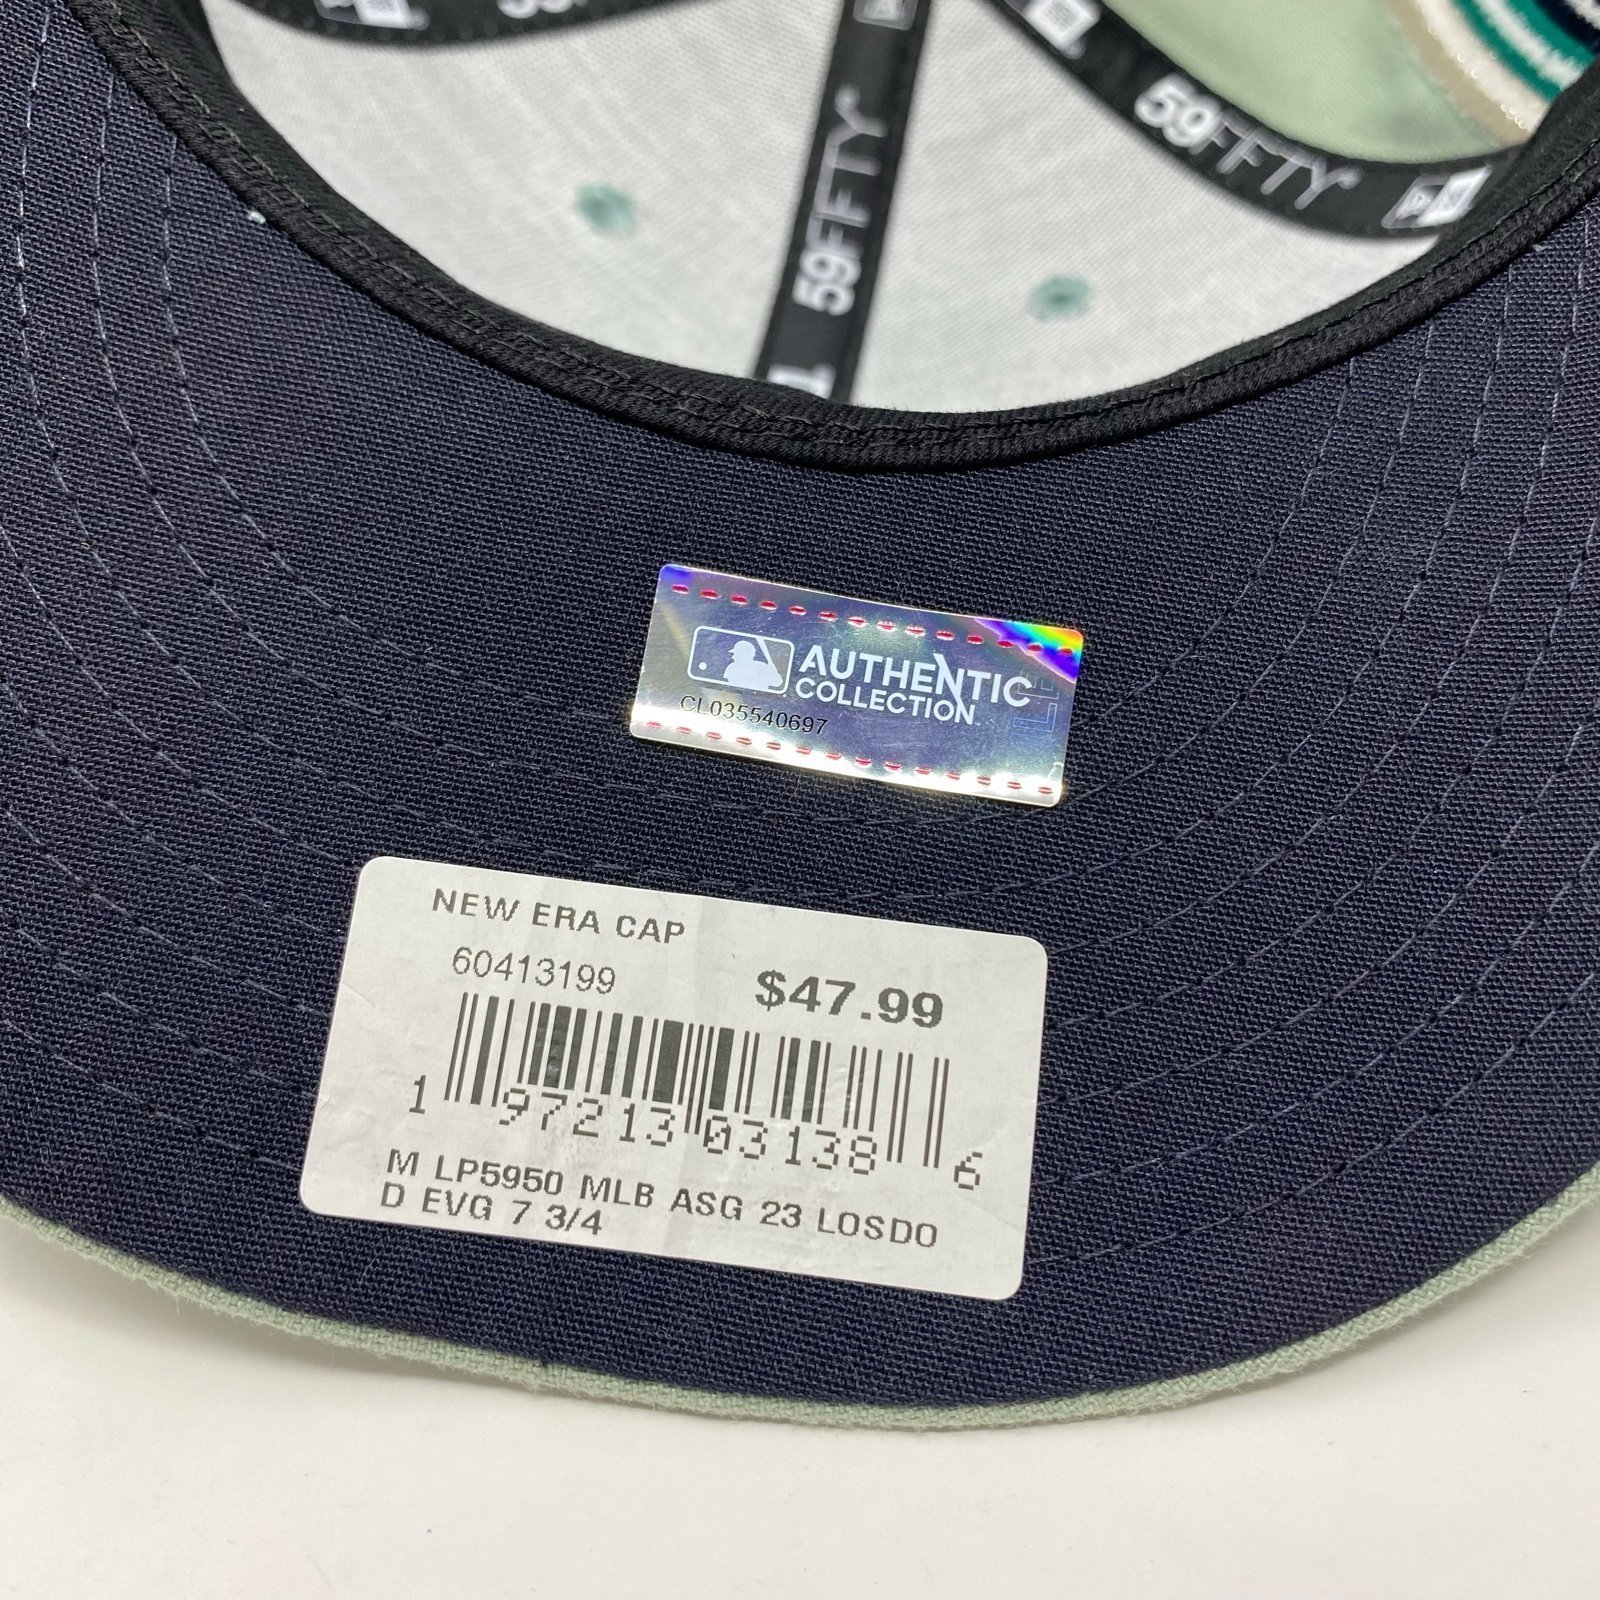 59FIFTY
59FIFTY
AUTHENTIC
COLLECTION
CL035540697
NEW ERA CAP
60413199
$47.99
1 97213 03138 6
M LP5950 MLB ASG 23 LOSDO
D EVG 7 3/4